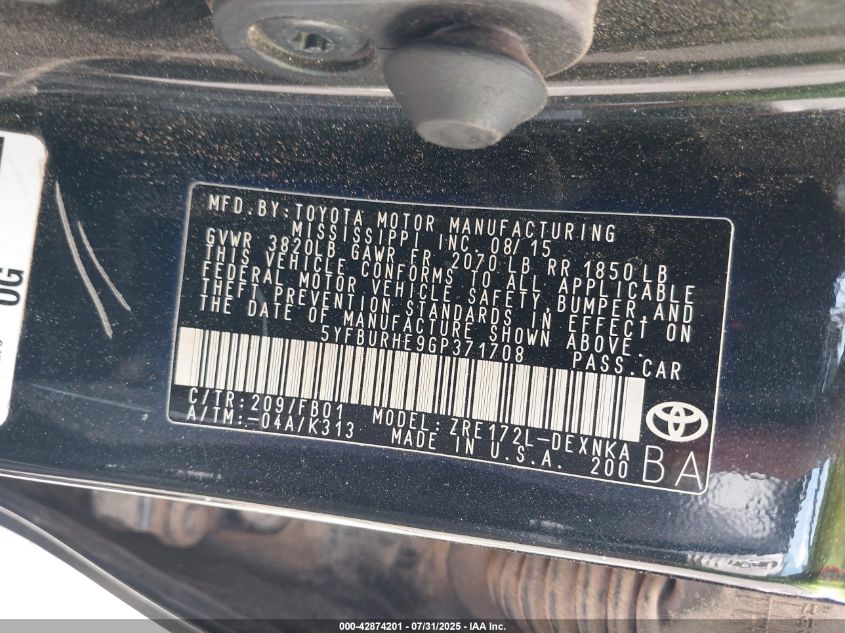 MFD. BY: TOYOTA MOTOR MANUFACTURING
MISSISSIPPI INC. 08/15
GVWR 3820LB GAWR FR 2070 LB RR 1850 LB
THIS VEHICLE CONFORMS TO ALL APPLICABLE
FEDERAL MOTOR VEHICLE SAFETY, BUMPER, AND
THEFT PREVENTION STANDARDS IN EFFECT ON
THE DATE OF MANUFACTURE SHOWN ABOVE.
5YFBURHE9GP371708 PASS. CAR
C/TR: 209/FB01 MODEL: ZRE172L-DEXNKA
A/TM: -04A/K313 MADE IN U.S.A. 200
BA
OG
000-42874201 - 07/31/2025 - IAA Inc.